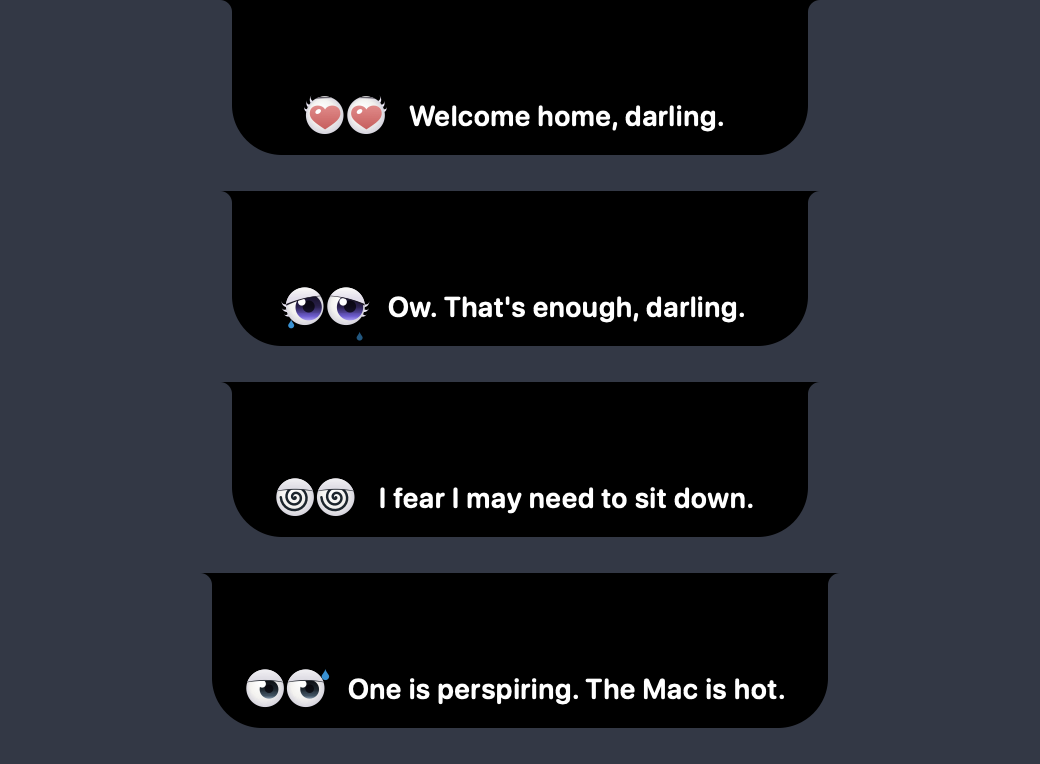 Welcome home, darling.
Ow. That's enough, darling.
I fear I may need to sit down.
One is perspiring. The Mac is hot.